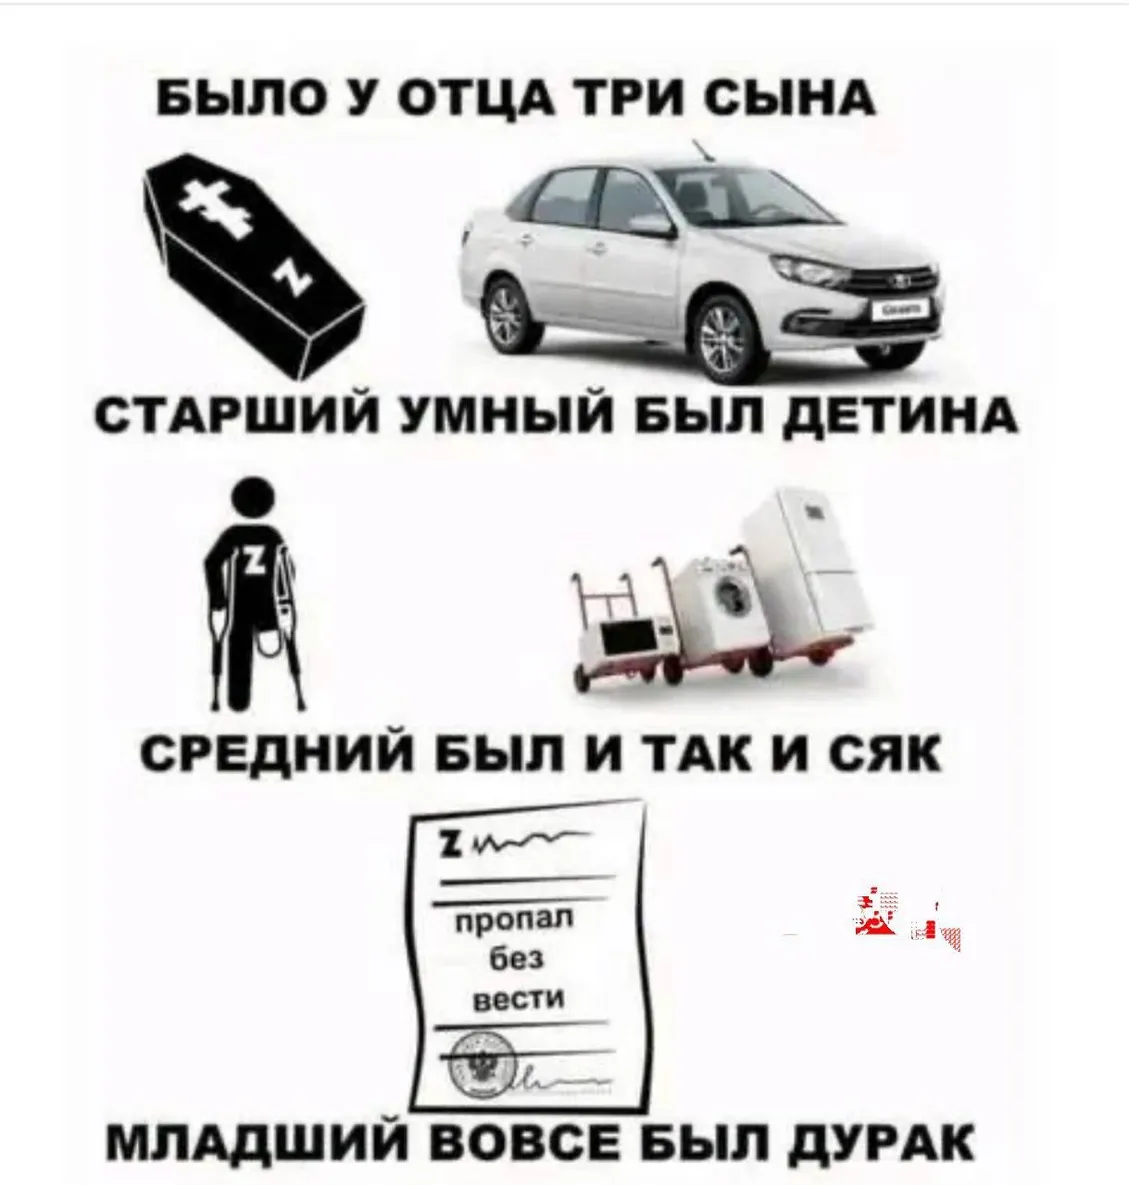 БЫЛО У ОТЦА ТРИ СЫНА
Z
СТАРШИЙ УМНЫЙ БЫЛ ДЕТИНА
Z
СРЕДНИЙ БЫЛ И ТАК И СЯК
Z
пропал
без
вести
МЛАДШИЙ ВОВСЕ БЫЛ ДУРАК